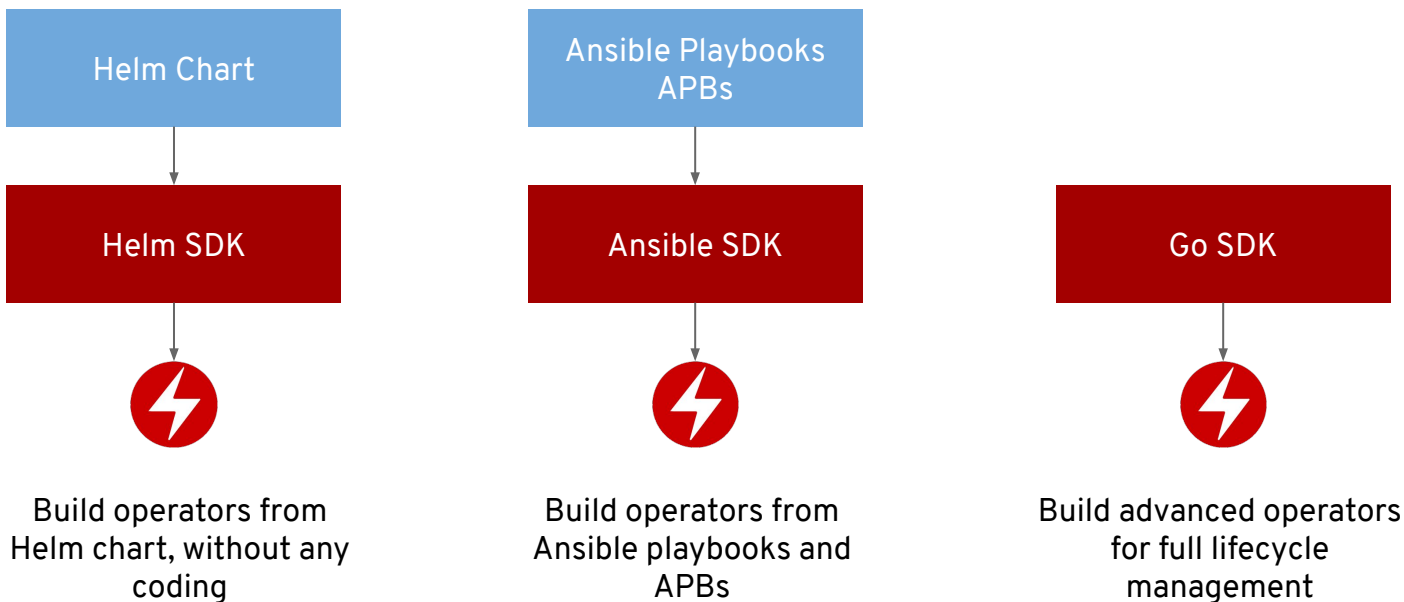 Helm Chart
Ansible Playbooks
APBs
Helm SDK
Ansible SDK
Go SDK
Build operators from
Helm chart, without any
coding
Build operators from
Ansible playbooks and
APBs
Build advanced operators
for full lifecycle
management